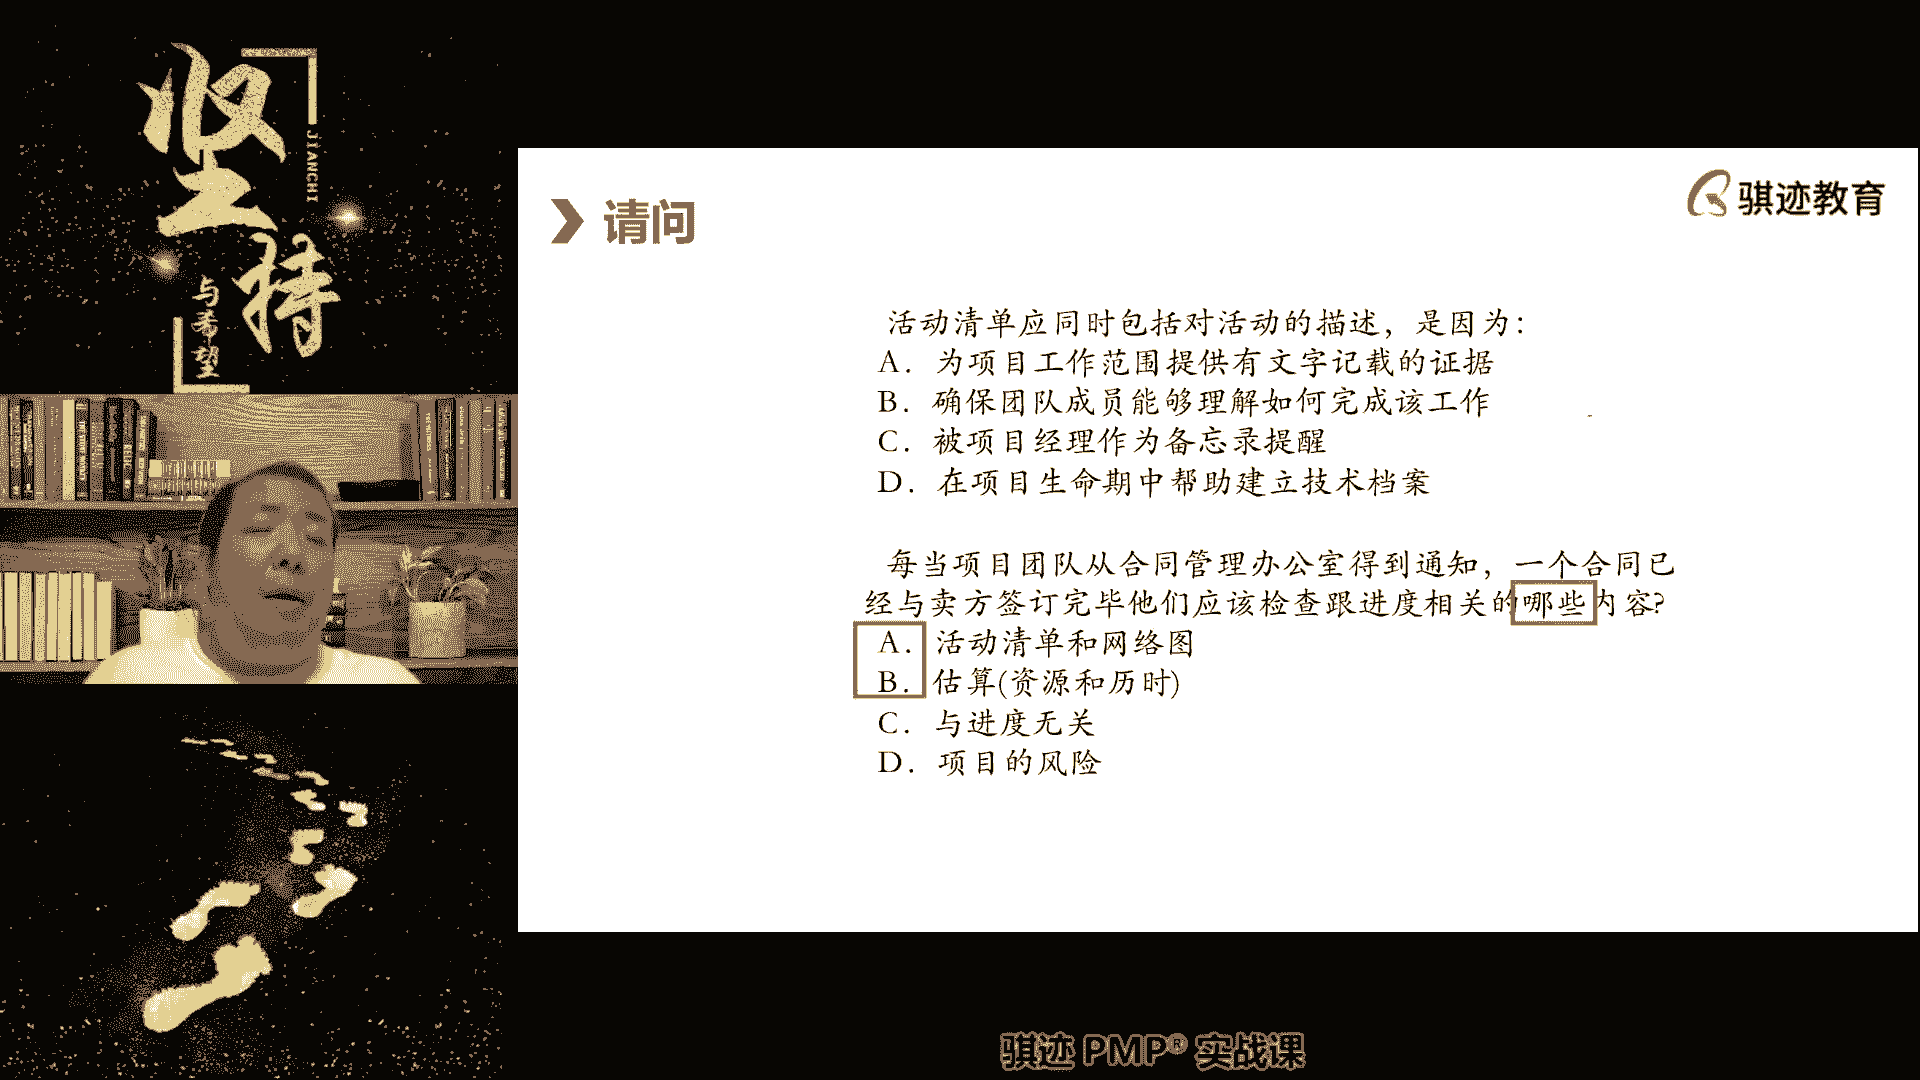 坚持
JIANCHI
与希望
请问
骐迹教育
活动清单应同时包括对活动的描述，是因为：
A．为项目工作范围提供有文字记载的证据
B．确保团队成员能够理解如何完成该工作
C．被项目经理作为备忘录提醒
D．在项目生命期中帮助建立技术档案
每当项目团队从合同管理办公室得到通知，一个合同已
经与卖方签订完毕他们应该检查跟进度相关的哪些内容?
A．活动清单和网络图
B．估算(资源和历时)
C．与进度无关
D．项目的风险
骐迹 PMP® 实战课